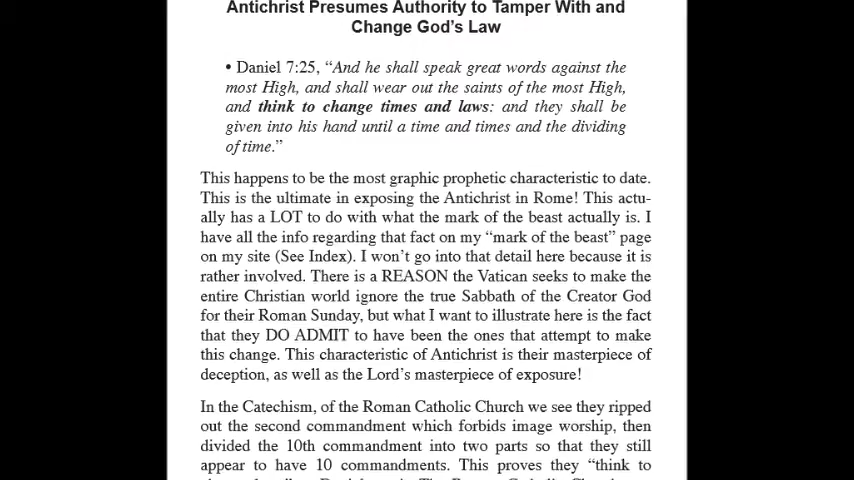 Antichrist Presumes Authority to Tamper With and
Change God’s Law
• Daniel 7:25, “And he shall speak great words against the
most High, and shall wear out the saints of the most High,
and think to change times and laws: and they shall be
given into his hand until a time and times and the dividing
of time.”
This happens to be the most graphic prophetic characteristic to date.
This is the ultimate in exposing the Antichrist in Rome! This actu-
ally has a LOT to do with what the mark of the beast actually is. I
have all the info regarding that fact on my “mark of the beast” page
on my site (See Index). I won’t go into that detail here because it is
rather involved. There is a REASON the Vatican seeks to make the
entire Christian world ignore the true Sabbath of the Creator God
for their Roman Sunday, but what I want to illustrate here is the fact
that they DO ADMIT to have been the ones that attempt to make
this change. This characteristic of Antichrist is their masterpiece of
deception, as well as the Lord’s masterpiece of exposure!
In the Catechism, of the Roman Catholic Church we see they ripped
out the second commandment which forbids image worship, then
divided the 10th commandment into two parts so that they still
appear to have 10 commandments. This proves they “think to